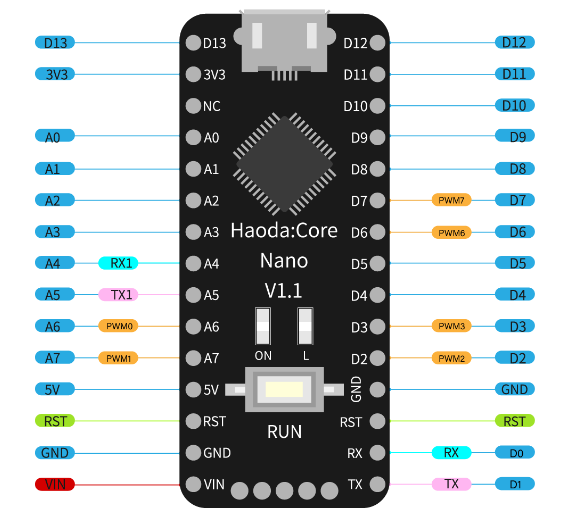 D13 D13 D12 D12
3V3 3V3 D11 D11
NC D10 D10
A0 A0 D9 D9
A1 A1 D8 D8
A2 A2 D7 PWM7 D7
A3 A3 Haoda:Core D6 PWM6 D6
A4 RX1 A4 Nano D5 D5
A5 TX1 A5 V1.1 D4 D4
A6 PWM0 A6 D3 PWM3 D3
ON L
A7 PWM1 A7 D2 PWM2 D2
5V 5V GND GND
RST RST RST RST
RUN
GND GND RX RX D0
VIN VIN TX TX D1